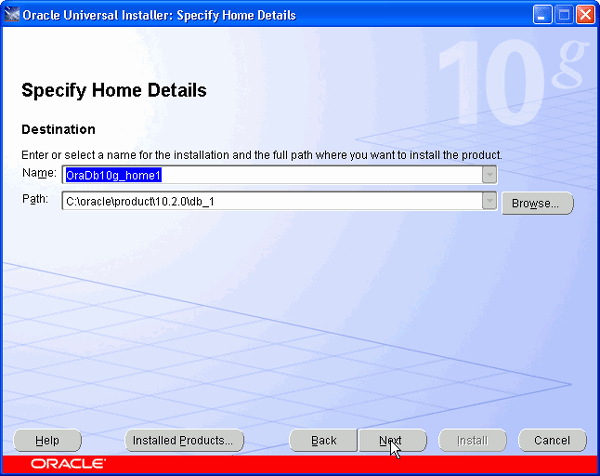 Oracle Universal Installer: Specify Home Details
10g
Specify Home Details
Destination
Enter or select a name for the installation and the full path where you want to install the product.
Name: OraDb10g_home1
Path: C:\oracle\product\10.2.0\db_1 Browse...
Help Installed Products... Back Next Install Cancel
ORACLE